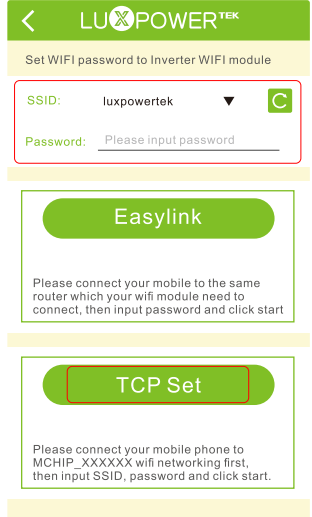 LUXPOWERTEK
Set WIFI password to Inverter WIFI module
SSID: luxpowertek
Password: Please input password
Easylink
Please connect your mobile to the same
router which your wifi module need to
connect, then input password and click start
TCP Set
Please connect your mobile phone to
MCHIP_XXXXXX wifi networking first,
then input SSID, password and click start.